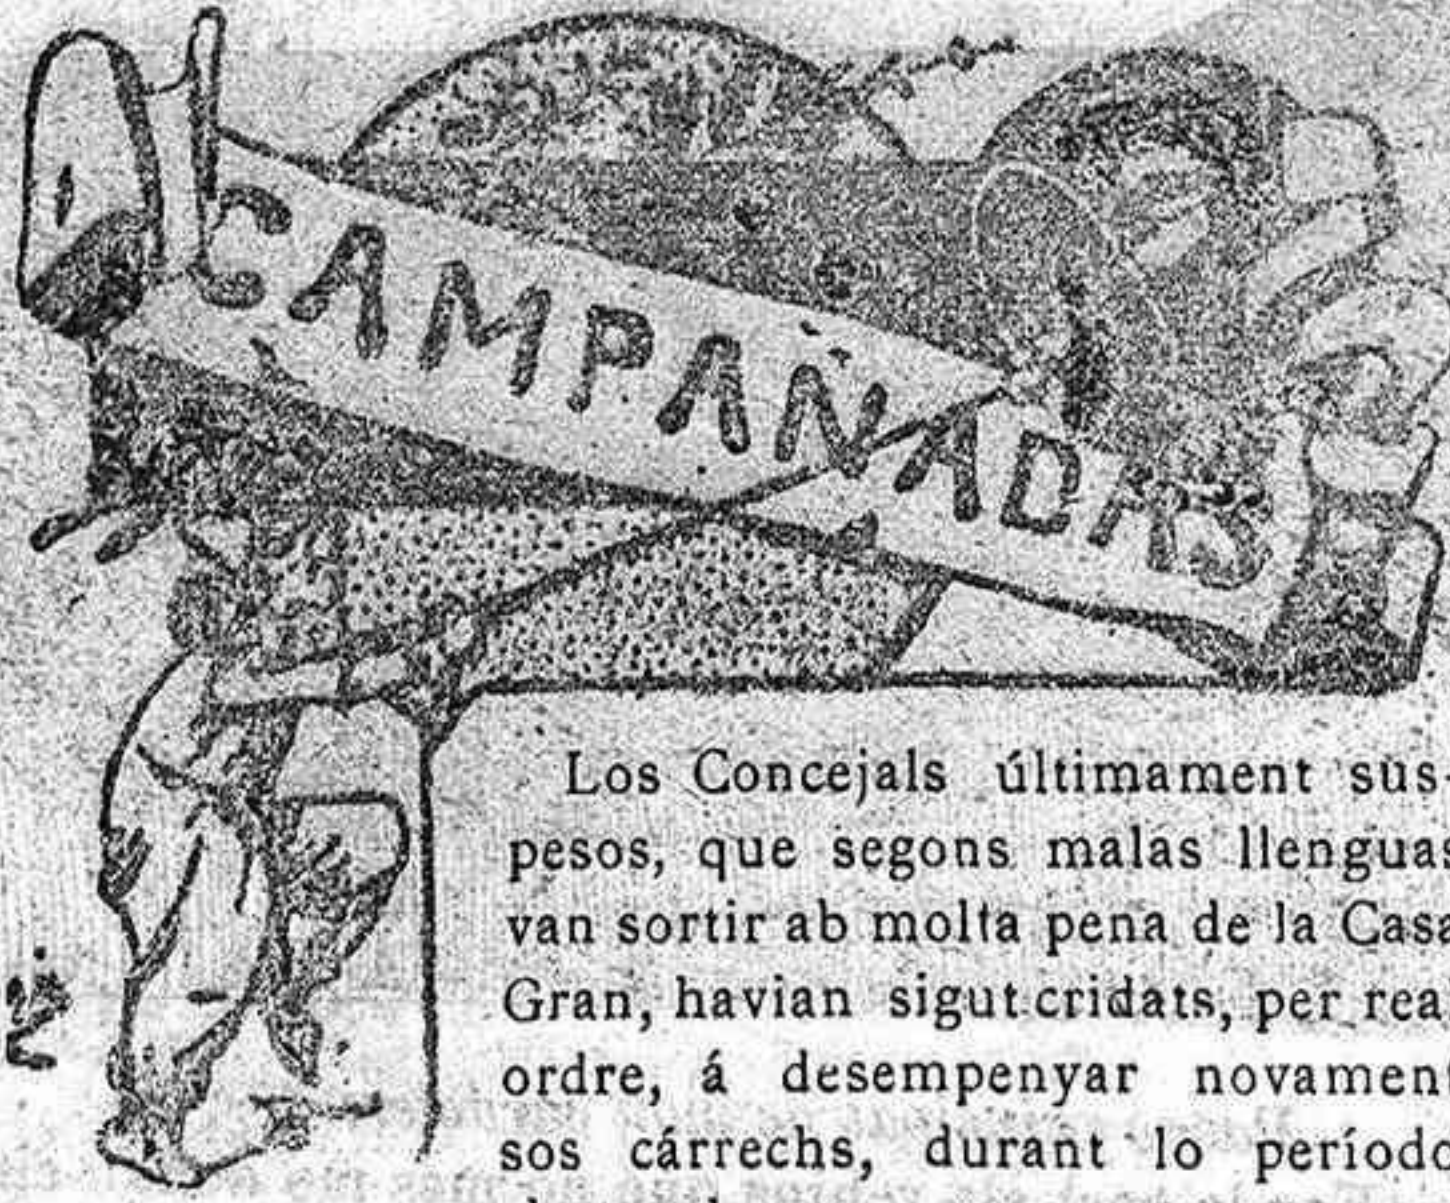 CAMPAÑADAS
Los Concejals últimament sus-
pesos, que segons malas llenguas
van sortir ab molta pena de la Casa
Gran, havian sigut cridats, per real
ordre, á desempenyar novament
sos cárrechs, durant lo período